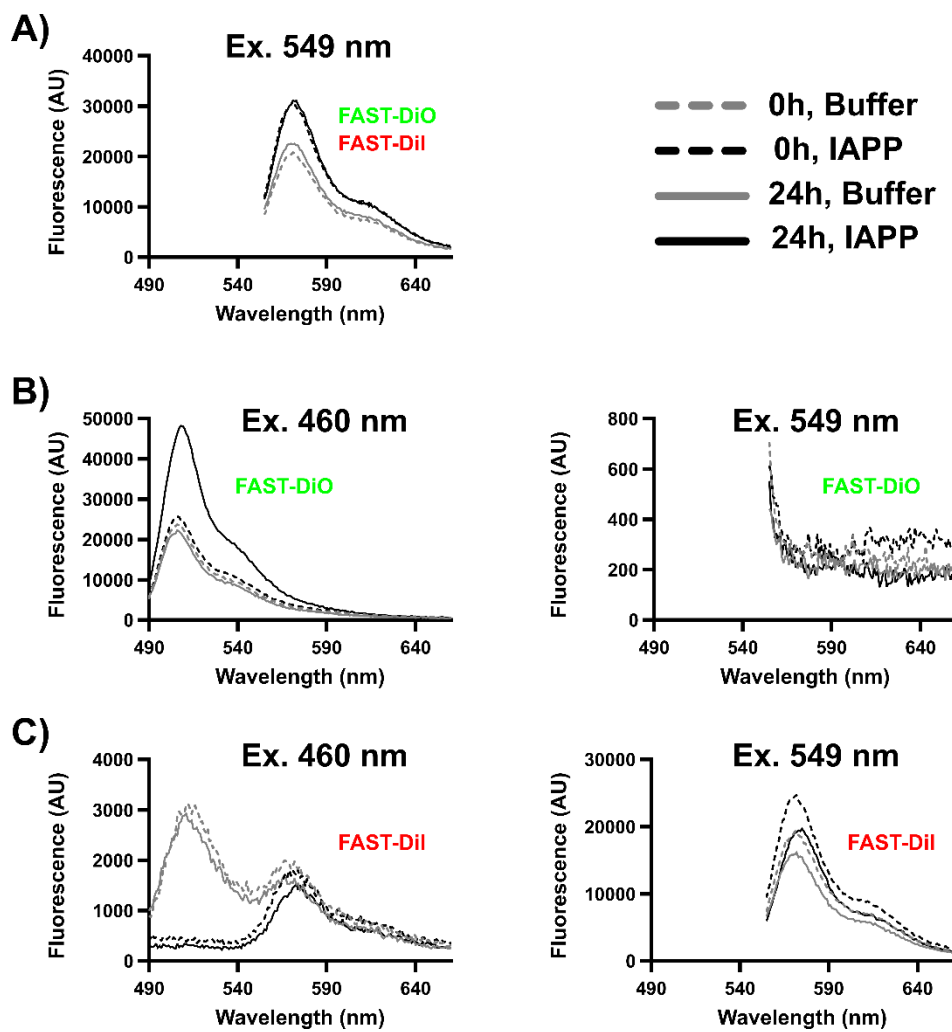 A)
Ex. 549 nm
FAST-DiO
FAST-DiI
Fluorescence (AU)
40000
30000
20000
10000
0
490
540
590
640
Wavelength (nm)
0h, Buffer
0h, IAPP
24h, Buffer
24h, IAPP
B)
Ex. 460 nm
FAST-DiO
Fluorescence (AU)
50000
40000
30000
20000
10000
0
490
540
590
640
Wavelength (nm)
Ex. 549 nm
FAST-DiO
Fluorescence (AU)
800
600
400
200
0
490
540
590
640
Wavelength (nm)
C)
Ex. 460 nm
FAST-DiI
Fluorescence (AU)
4000
3000
2000
1000
0
490
540
590
640
Wavelength (nm)
Ex. 549 nm
FAST-DiI
Fluorescence (AU)
30000
20000
10000
0
490
540
590
640
Wavelength (nm)